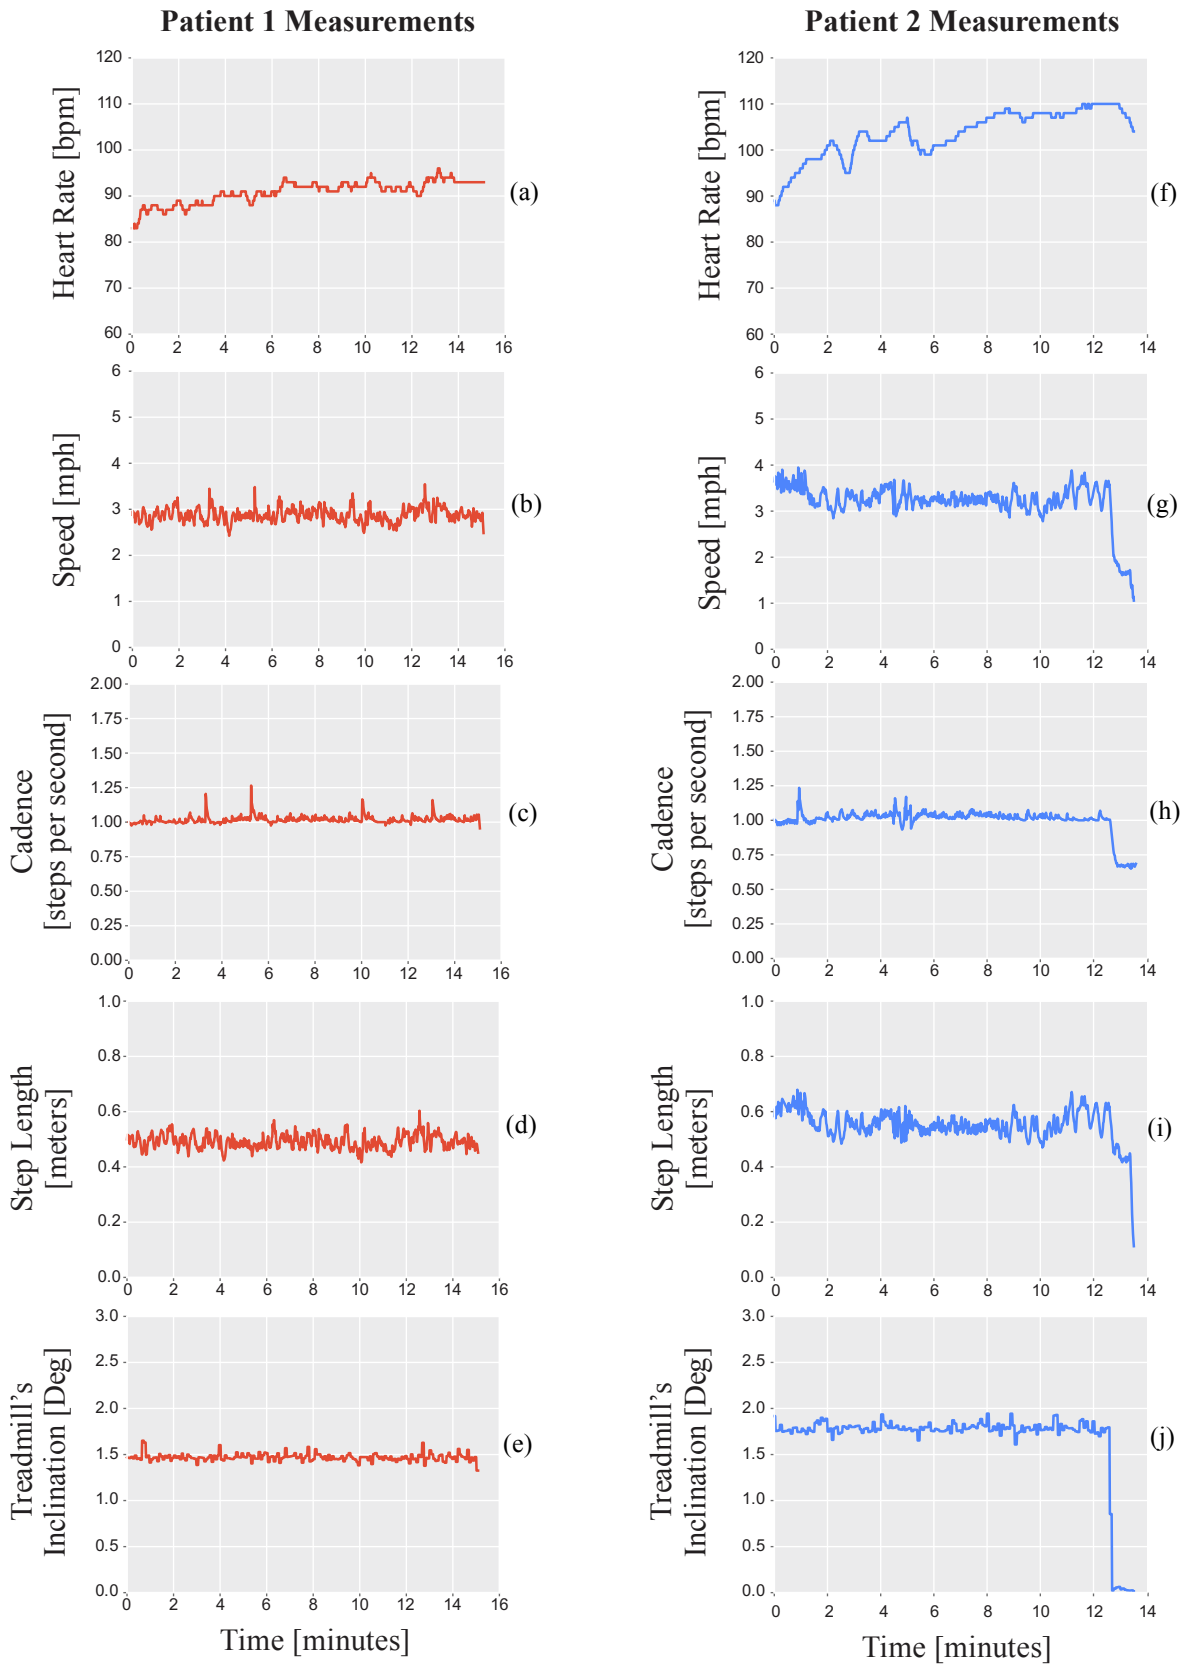 Patient 1 Measurements
Patient 2 Measurements
Heart Rate [bpm]
120
110
100
90
80
70
60
0 2 4 6 8 10 12 14 16
(a)
Heart Rate [bpm]
120
110
100
90
80
70
60
0 2 4 6 8 10 12 14
(f)
Speed [mph]
6
5
4
3
2
1
0
0 2 4 6 8 10 12 14 16
(b)
Speed [mph]
6
5
4
3
2
1
0
0 2 4 6 8 10 12 14
(g)
Cadence
[steps per second]
2.00
1.75
1.50
1.25
1.00
0.75
0.50
0.25
0.00
0 2 4 6 8 10 12 14 16
(c)
Cadence
[steps per second]
2.00
1.75
1.50
1.25
1.00
0.75
0.50
0.25
0.00
0 2 4 6 8 10 12 14
(h)
Step Length
[meters]
1.0
0.8
0.6
0.4
0.2
0.0
0 2 4 6 8 10 12 14 16
(d)
Step Length
[meters]
1.0
0.8
0.6
0.4
0.2
0.0
0 2 4 6 8 10 12 14
(i)
Treadmill's
Inclination [Deg]
3.0
2.5
2.0
1.5
1.0
0.5
0.0
0 2 4 6 8 10 12 14 16
(e)
Time [minutes]
Treadmill's
Inclination [Deg]
3.0
2.5
2.0
1.5
1.0
0.5
0.0
0 2 4 6 8 10 12 14
(j)
Time [minutes]